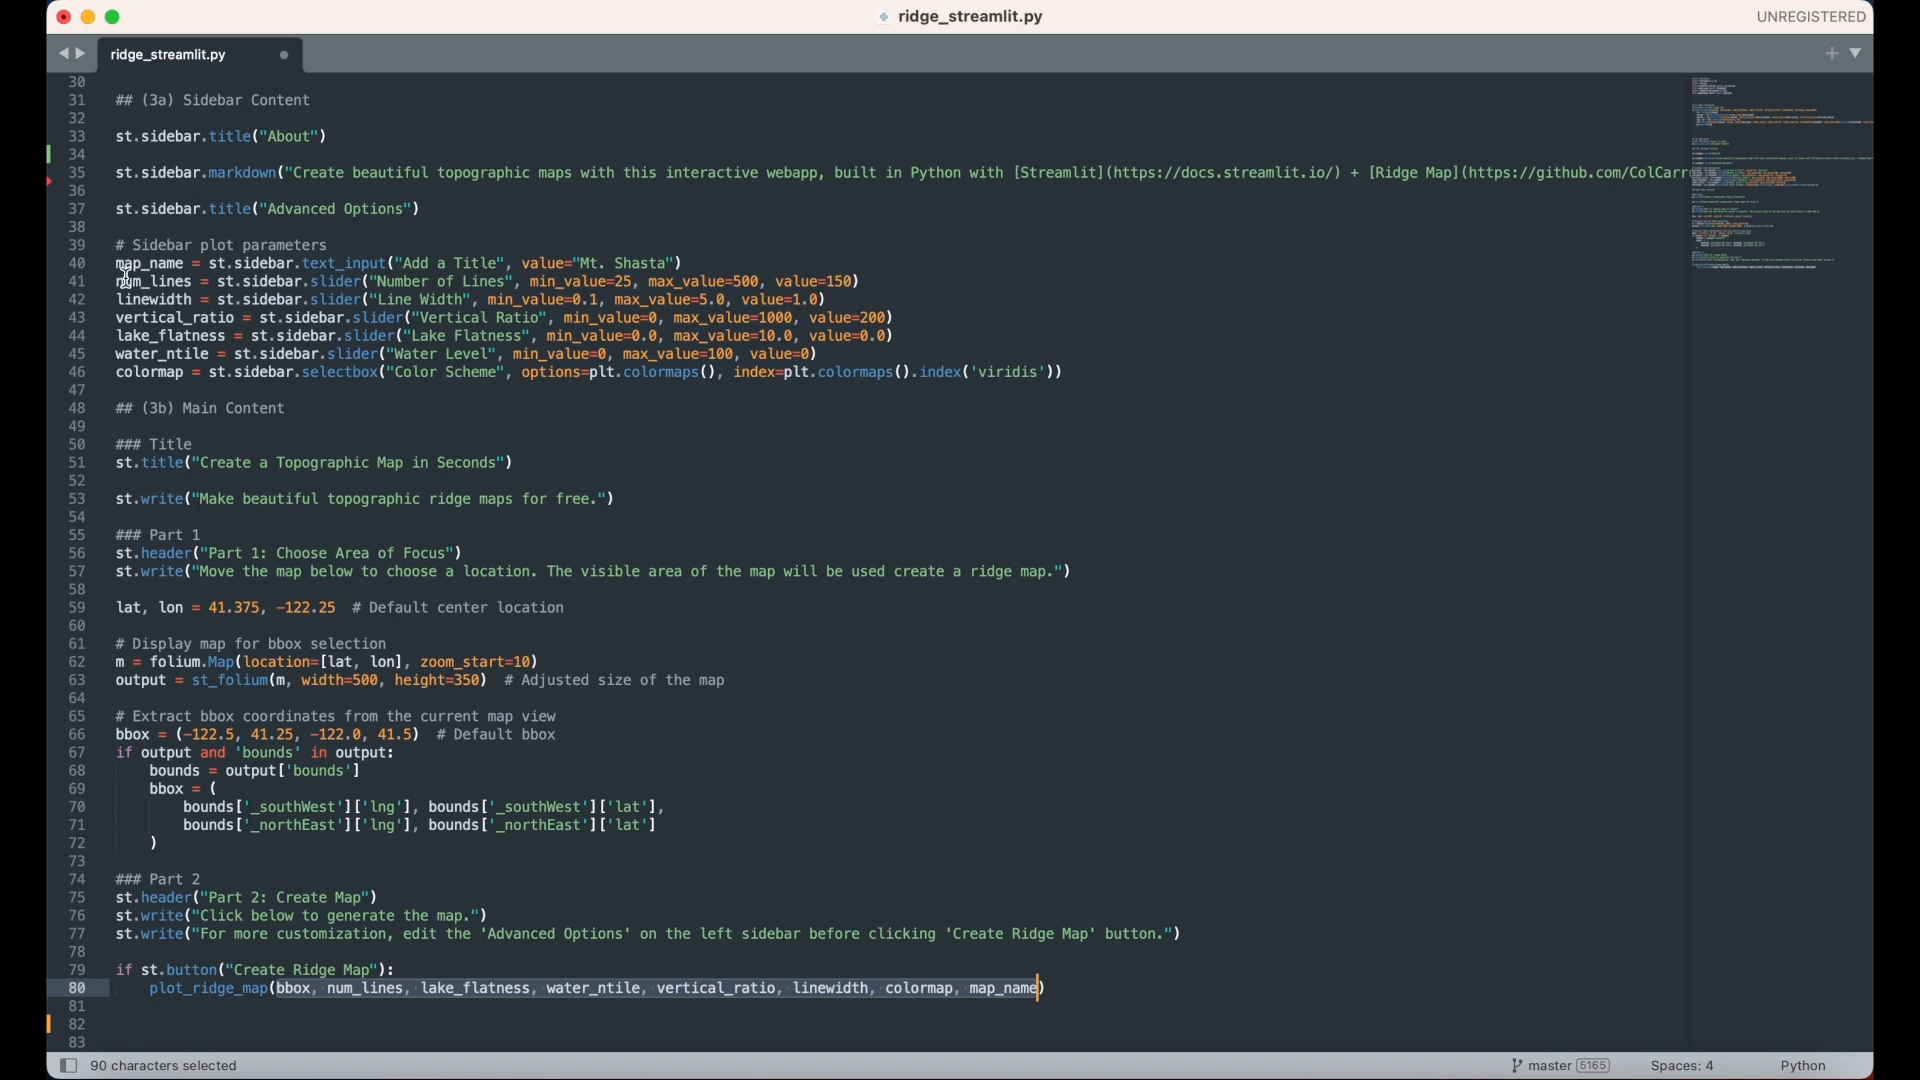 ridge_streamlit.py
UNREGISTERED
ridge_streamlit.py
30
31 ## (3a) Sidebar Content
32
33 st.sidebar.title("About")
34
35 st.sidebar.markdown("Create beautiful topographic maps with this interactive webapp, built in Python with [Streamlit](https://docs.streamlit.io/) + [Ridge Map](https://github.com/ColCarro
36
37 st.sidebar.title("Advanced Options")
38
39 # Sidebar plot parameters
40 map_name = st.sidebar.text_input("Add a Title", value="Mt. Shasta")
41 num_lines = st.sidebar.slider("Number of Lines", min_value=25, max_value=500, value=150)
42 linewidth = st.sidebar.slider("Line Width", min_value=0.1, max_value=5.0, value=1.0)
43 vertical_ratio = st.sidebar.slider("Vertical Ratio", min_value=0, max_value=1000, value=200)
44 lake_flatness = st.sidebar.slider("Lake Flatness", min_value=0.0, max_value=10.0, value=0.0)
45 water_ntile = st.sidebar.slider("Water Level", min_value=0, max_value=100, value=0)
46 colormap = st.sidebar.selectbox("Color Scheme", options=plt.colormaps(), index=plt.colormaps().index('viridis'))
47
48 ## (3b) Main Content
49
50 ### Title
51 st.title("Create a Topographic Map in Seconds")
52
53 st.write("Make beautiful topographic ridge maps for free.")
54
55 ### Part 1
56 st.header("Part 1: Choose Area of Focus")
57 st.write("Move the map below to choose a location. The visible area of the map will be used create a ridge map.")
58
59 lat, lon = 41.375, -122.25 # Default center location
60
61 # Display map for bbox selection
62 m = folium.Map(location=[lat, lon], zoom_start=10)
63 output = st_folium(m, width=500, height=350) # Adjusted size of the map
64
65 # Extract bbox coordinates from the current map view
66 bbox = (-122.5, 41.25, -122.0, 41.5) # Default bbox
67 if output and 'bounds' in output:
68 bounds = output['bounds']
69 bbox = (
70 bounds['_southWest']['lng'], bounds['_southWest']['lat'],
71 bounds['_northEast']['lng'], bounds['_northEast']['lat']
72 )
73
74 ### Part 2
75 st.header("Part 2: Create Map")
76 st.write("Click below to generate the map.")
77 st.write("For more customization, edit the 'Advanced Options' on the left sidebar before clicking 'Create Ridge Map' button.")
78
79 if st.button("Create Ridge Map"):
80 plot_ridge_map(bbox, num_lines, lake_flatness, water_ntile, vertical_ratio, linewidth, colormap, map_name)
81
82
83
90 characters selected
master 5165
Spaces: 4
Python